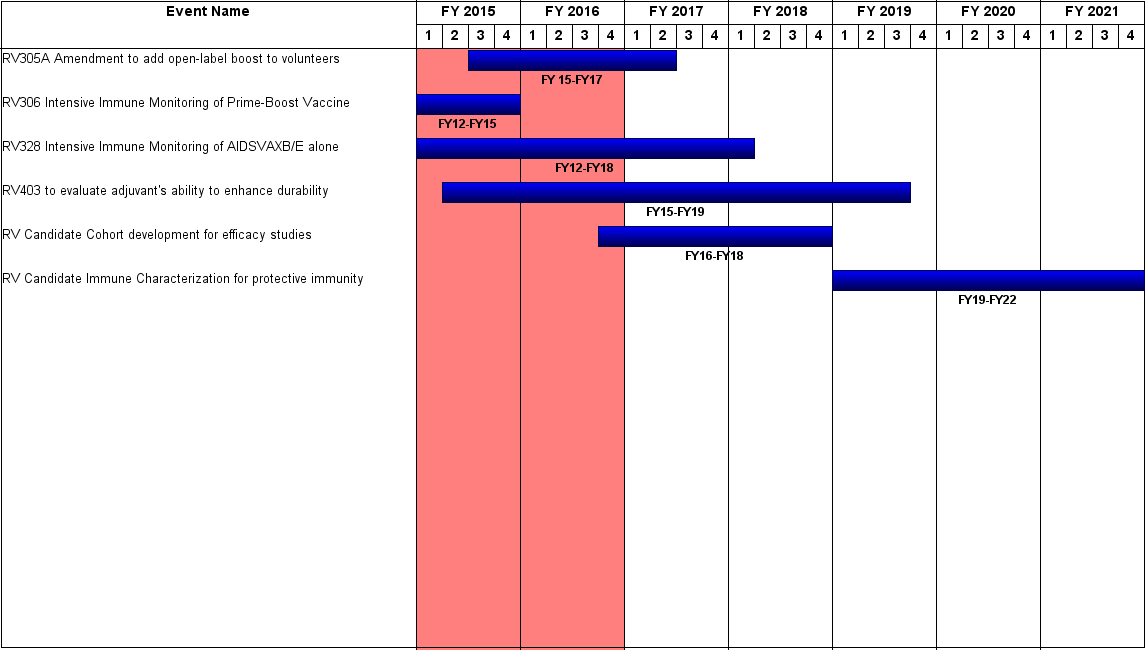 Event Name FY 2015 FY 2016 FY 2017 FY 2018 FY 2019 FY 2020 FY 2021
1 2 3 4 1 2 3 4 1 2 3 4 1 2 3 4 1 2 3 4 1 2 3 4 1 2 3 4
RV305A Amendment to add open-label boost to volunteers
FY 15-FY17
RV306 Intensive Immune Monitoring of Prime-Boost Vaccine
FY12-FY15
RV328 Intensive Immune Monitoring of AIDSVAXB/E alone
FY12-FY18
RV403 to evaluate adjuvant's ability to enhance durability
FY15-FY19
RV Candidate Cohort development for efficacy studies
FY16-FY18
RV Candidate Immune Characterization for protective immunity
FY19-FY22